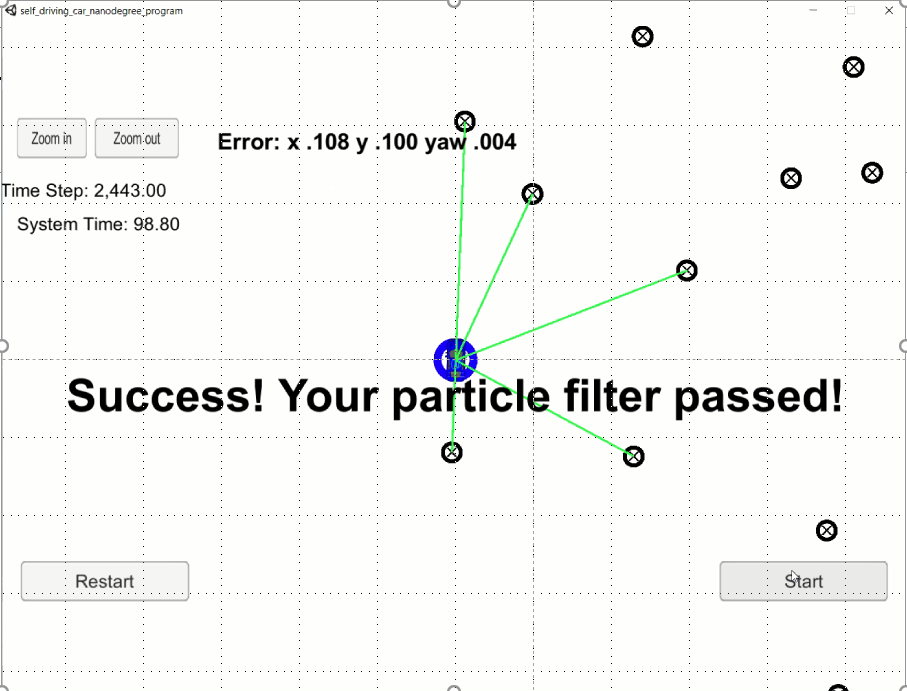 self_driving_car_nanodegree_program
Zoom in
Zoom out
Error: x .108 y .100 yaw .004
Time Step: 2,443.00
System Time: 98.80
Success! Your particle filter passed!
Restart
Start